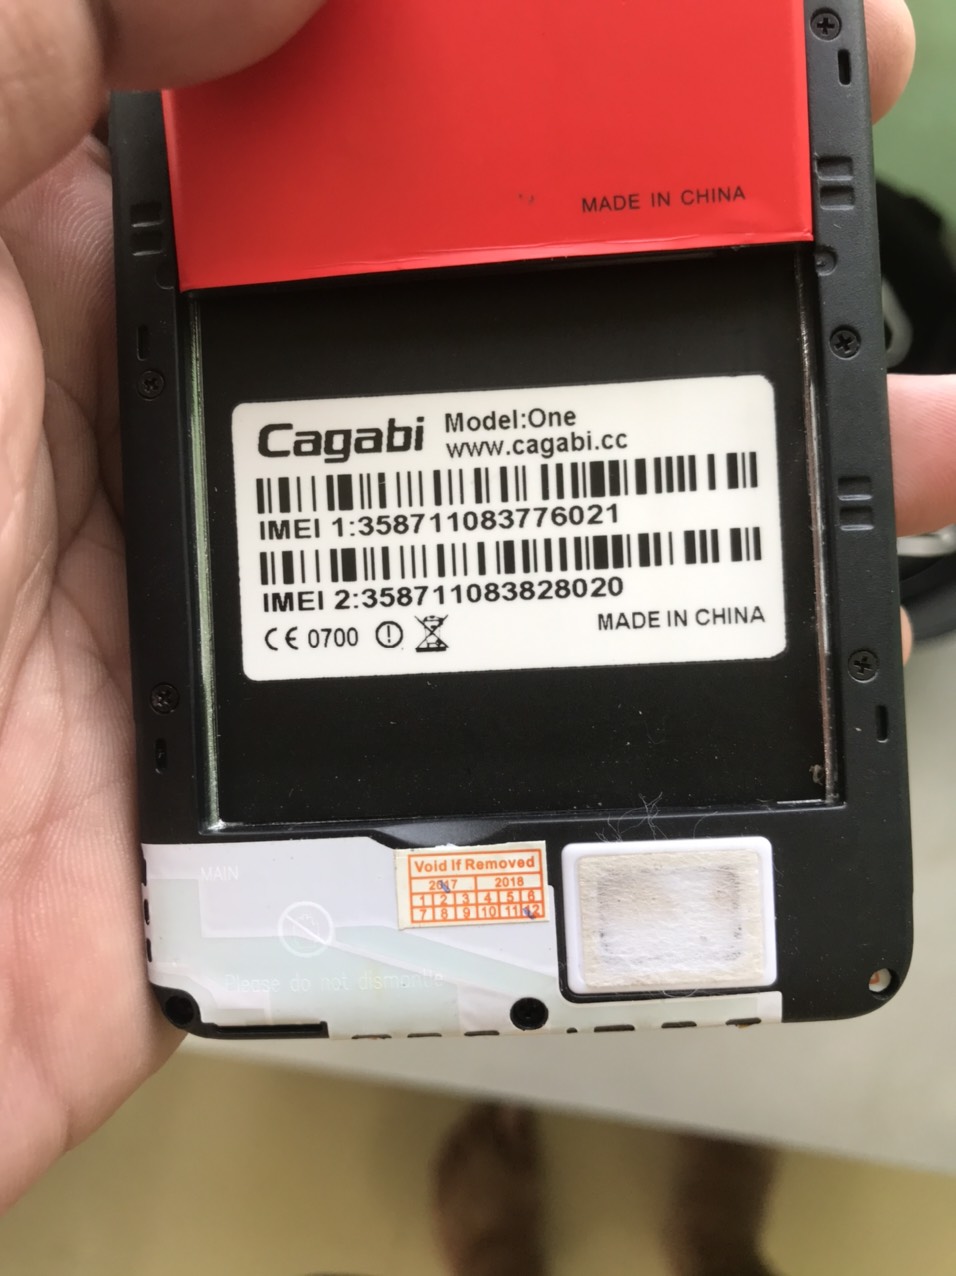 MADE IN CHINA
Cagabi Model:One
www.cagabi.cc
IMEI 1:358711083776021
IMEI 2:358711083828020
CE 0700
MADE IN CHINA
MAIN
Void If Removed
2017 2018
1 2 3 4 5 6
7 8 9 10 11 12
Please do not dismantle